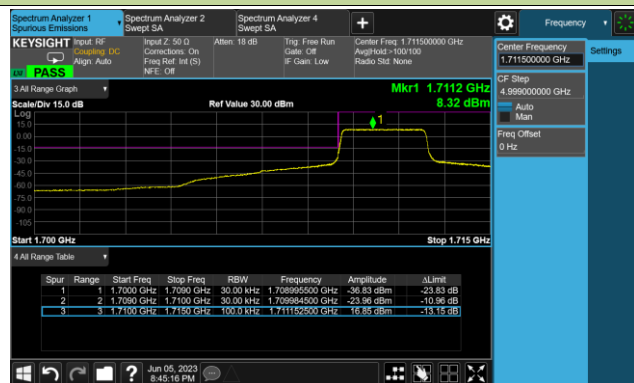 Spectrum Analyzer 1
Spurious Emissions
Spectrum Analyzer 2
Swept SA
Spectrum Analyzer 4
Swept SA
+
Frequency
KEYSIGHT
Input: RF
Coupling: DC
Align: Auto
Input Z: 50 Ω
Corrections: On
Freq Ref: Int (S)
NFE: Off
Atten: 18 dB
Trig: Free Run
Gate: Off
IF Gain: Low
Center Freq: 1.711500000 GHz
Avg|Hold:>100/100
Radio Std: None
PASS
Center Frequency
1.711500000 GHz
Settings
CF Step
4.999000000 GHz
Auto
Man
Freq Offset
0 Hz
3 All Range Graph
Mkr1 1.7112 GHz
Scale/Div 15.0 dB
Ref Value 30.00 dBm
8.32 dBm
Log
15.0
0.00
-15.0
-30.0
-45.0
-60.0
-75.0
-90.0
-105
1
Start 1.700 GHz
Stop 1.715 GHz
4 All Range Table
Spur Range Start Freq Stop Freq RBW Frequency Amplitude ΔLimit
1 1 1.7000 GHz 1.7090 GHz 30.00 kHz 1.708995500 GHz -36.83 dBm -23.83 dB
2 2 1.7090 GHz 1.7100 GHz 30.00 kHz 1.709984500 GHz -23.96 dBm -10.96 dB
3 3 1.7100 GHz 1.7150 GHz 100.0 kHz 1.711152500 GHz 16.85 dBm -13.15 dB
?
Jun 05, 2023
8:45:16 PM